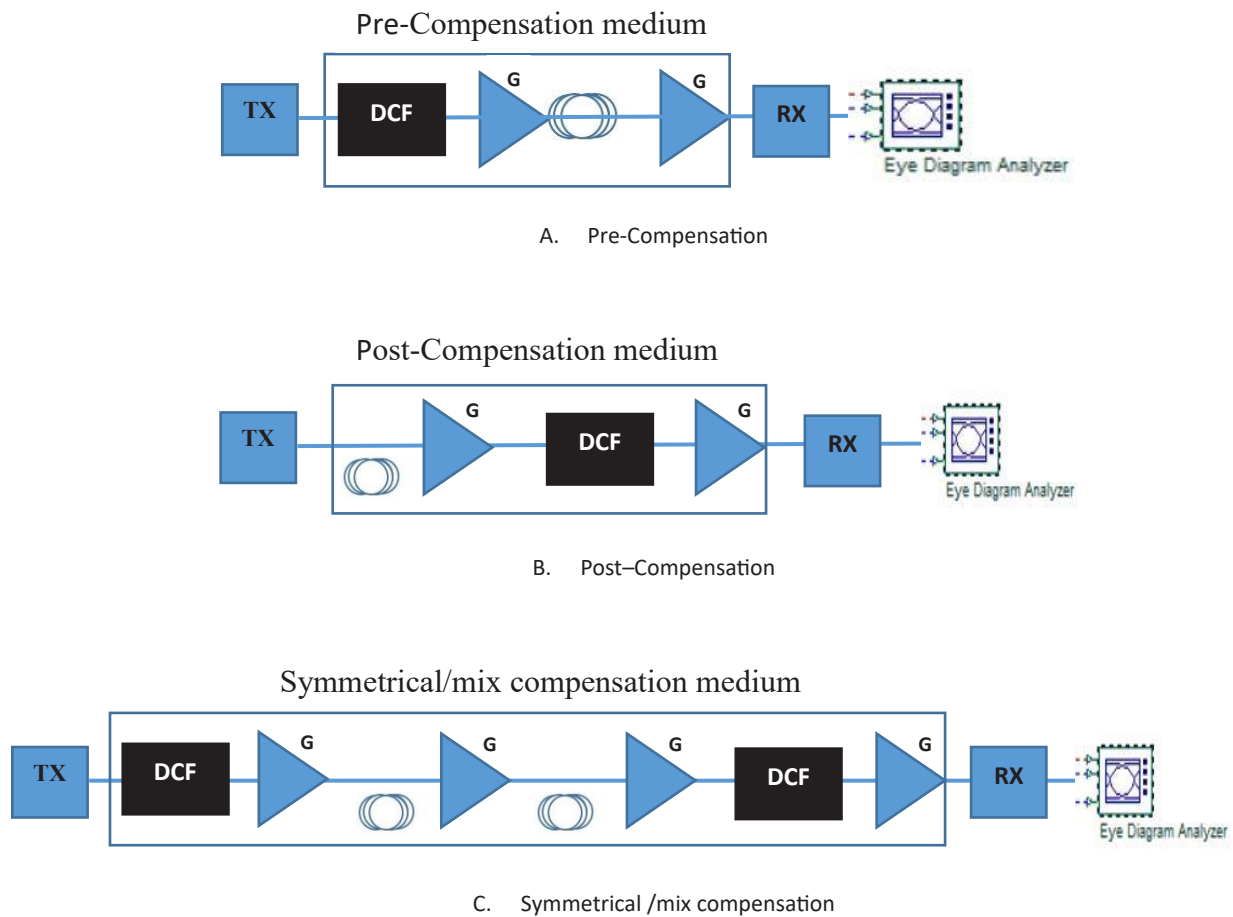 Pre-Compensation medium
TX
DCF
G
G
RX
Eye Diagram Analyzer
A. Pre-Compensation
Post-Compensation medium
TX
G
DCF
G
RX
Eye Diagram Analyzer
B. Post–Compensation
Symmetrical/mix compensation medium
TX
DCF
G
G
G
DCF
G
RX
Eye Diagram Analyzer
C. Symmetrical /mix compensation